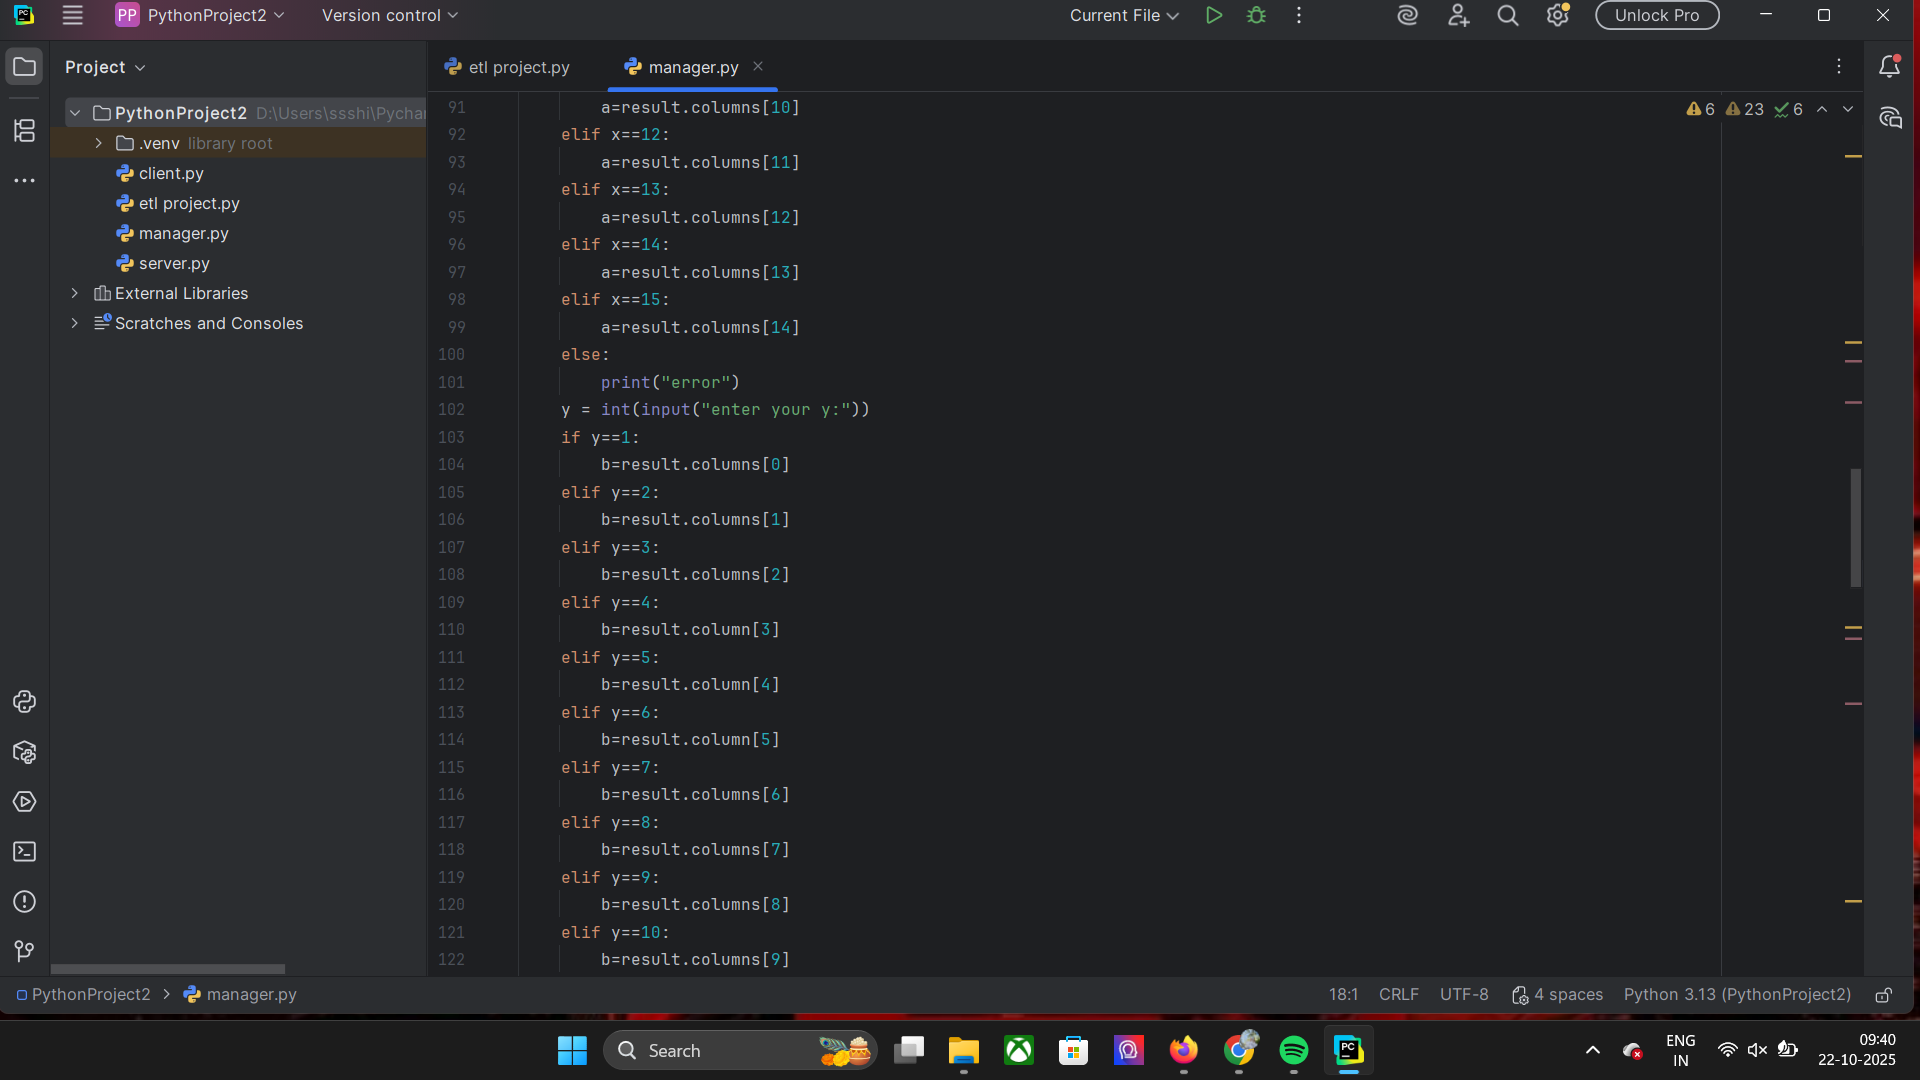 PC
PP PythonProject2
Version control
Current File
Unlock Pro
Project
etl project.py
manager.py
PythonProject2 D:\Users\ssshi\Pychar
.venv library root
client.py
etl project.py
manager.py
server.py
External Libraries
Scratches and Consoles
6 23 6
91 a=result.columns[10]
92 elif x==12:
93 a=result.columns[11]
94 elif x==13:
95 a=result.columns[12]
96 elif x==14:
97 a=result.columns[13]
98 elif x==15:
99 a=result.columns[14]
100 else:
101 print("error")
102 y = int(input("enter your y:"))
103 if y==1:
104 b=result.columns[0]
105 elif y==2:
106 b=result.columns[1]
107 elif y==3:
108 b=result.columns[2]
109 elif y==4:
110 b=result.column[3]
111 elif y==5:
112 b=result.column[4]
113 elif y==6:
114 b=result.column[5]
115 elif y==7:
116 b=result.columns[6]
117 elif y==8:
118 b=result.columns[7]
119 elif y==9:
120 b=result.columns[8]
121 elif y==10:
122 b=result.columns[9]
PythonProject2 > manager.py
18:1 CRLF UTF-8 4 spaces Python 3.13 (PythonProject2)
Search
PC
ENG
IN
09:40
22-10-2025